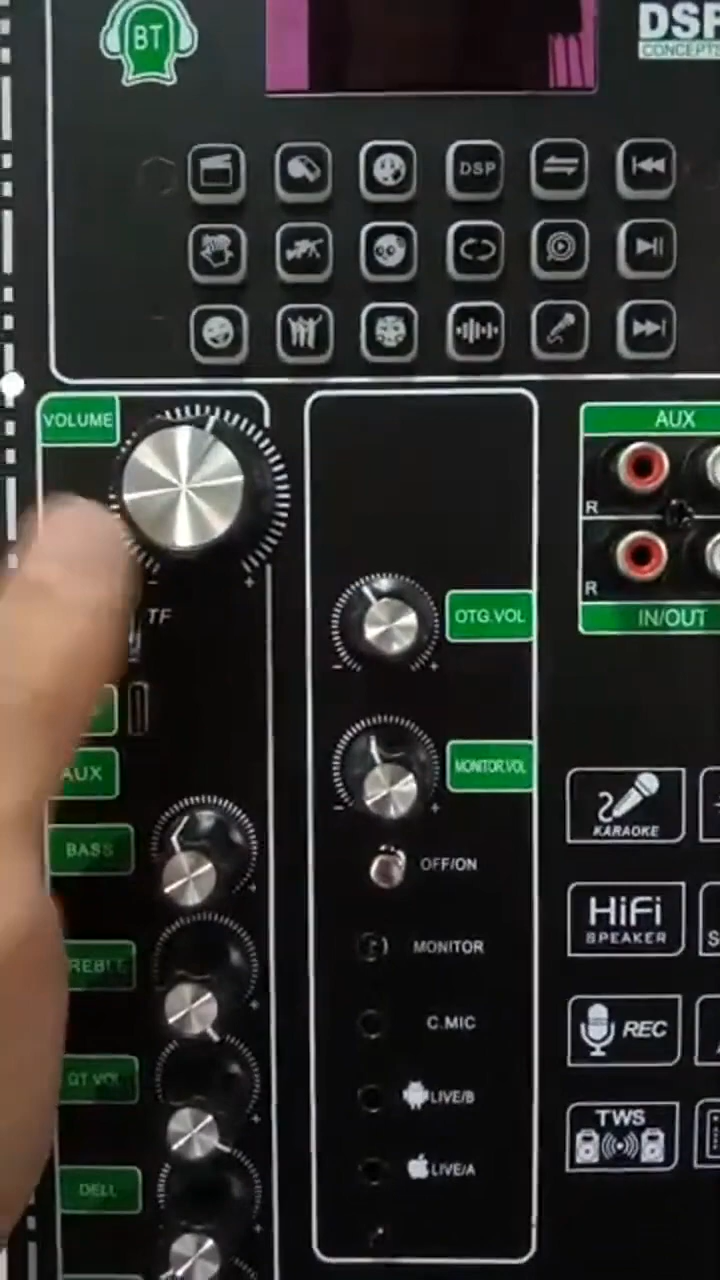 BT
DSP
CONCEPTS
DSP
VOLUME
AUX
R
R
TF
OTG.VOL
IN/OUT
AUX
MONITOR.VOL
KARAOKE
BASS
OFF/ON
HiFi
SPEAKER
MONITOR
C.MIC
REC
LIVE/B
TWS
LIVE/A
DELL